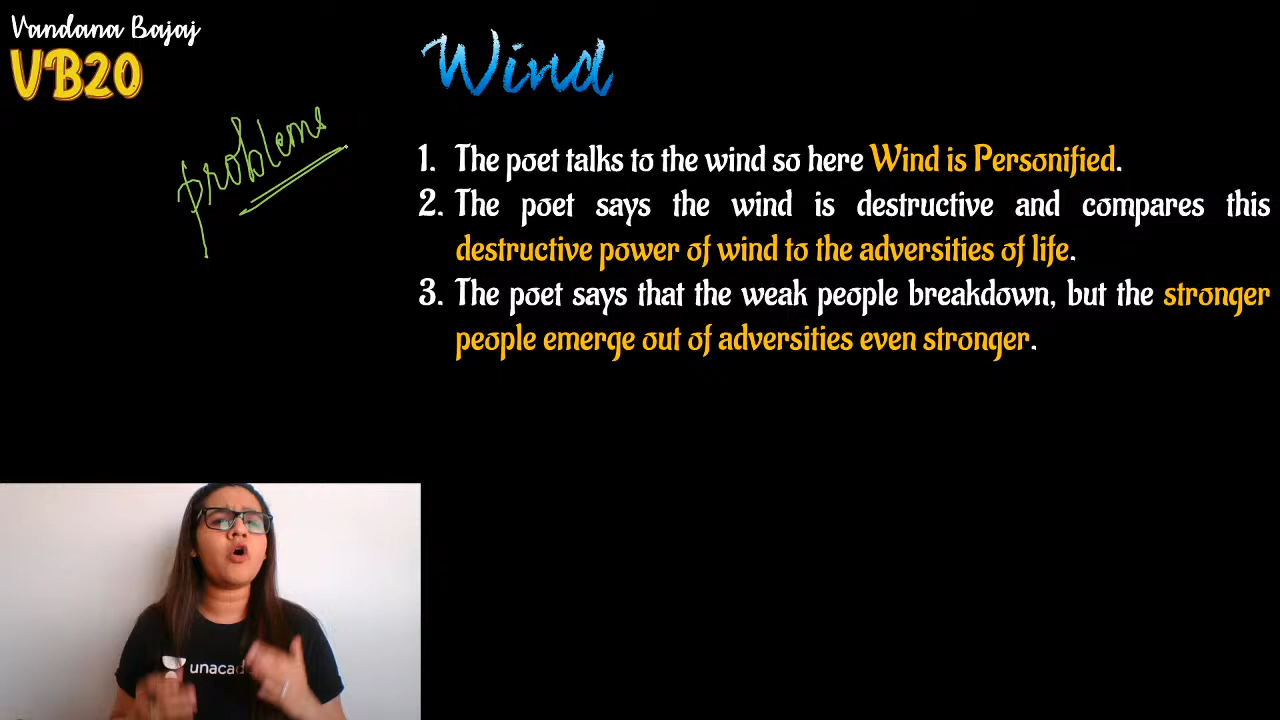 Vandana Bajaj
VB20
Wind
problems
1. The poet talks to the wind so here Wind is Personified.
2. The poet says the wind is destructive and compares this
destructive power of wind to the adversities of life.
3. The poet says that the weak people breakdown, but the stronger
people emerge out of adversities even stronger.